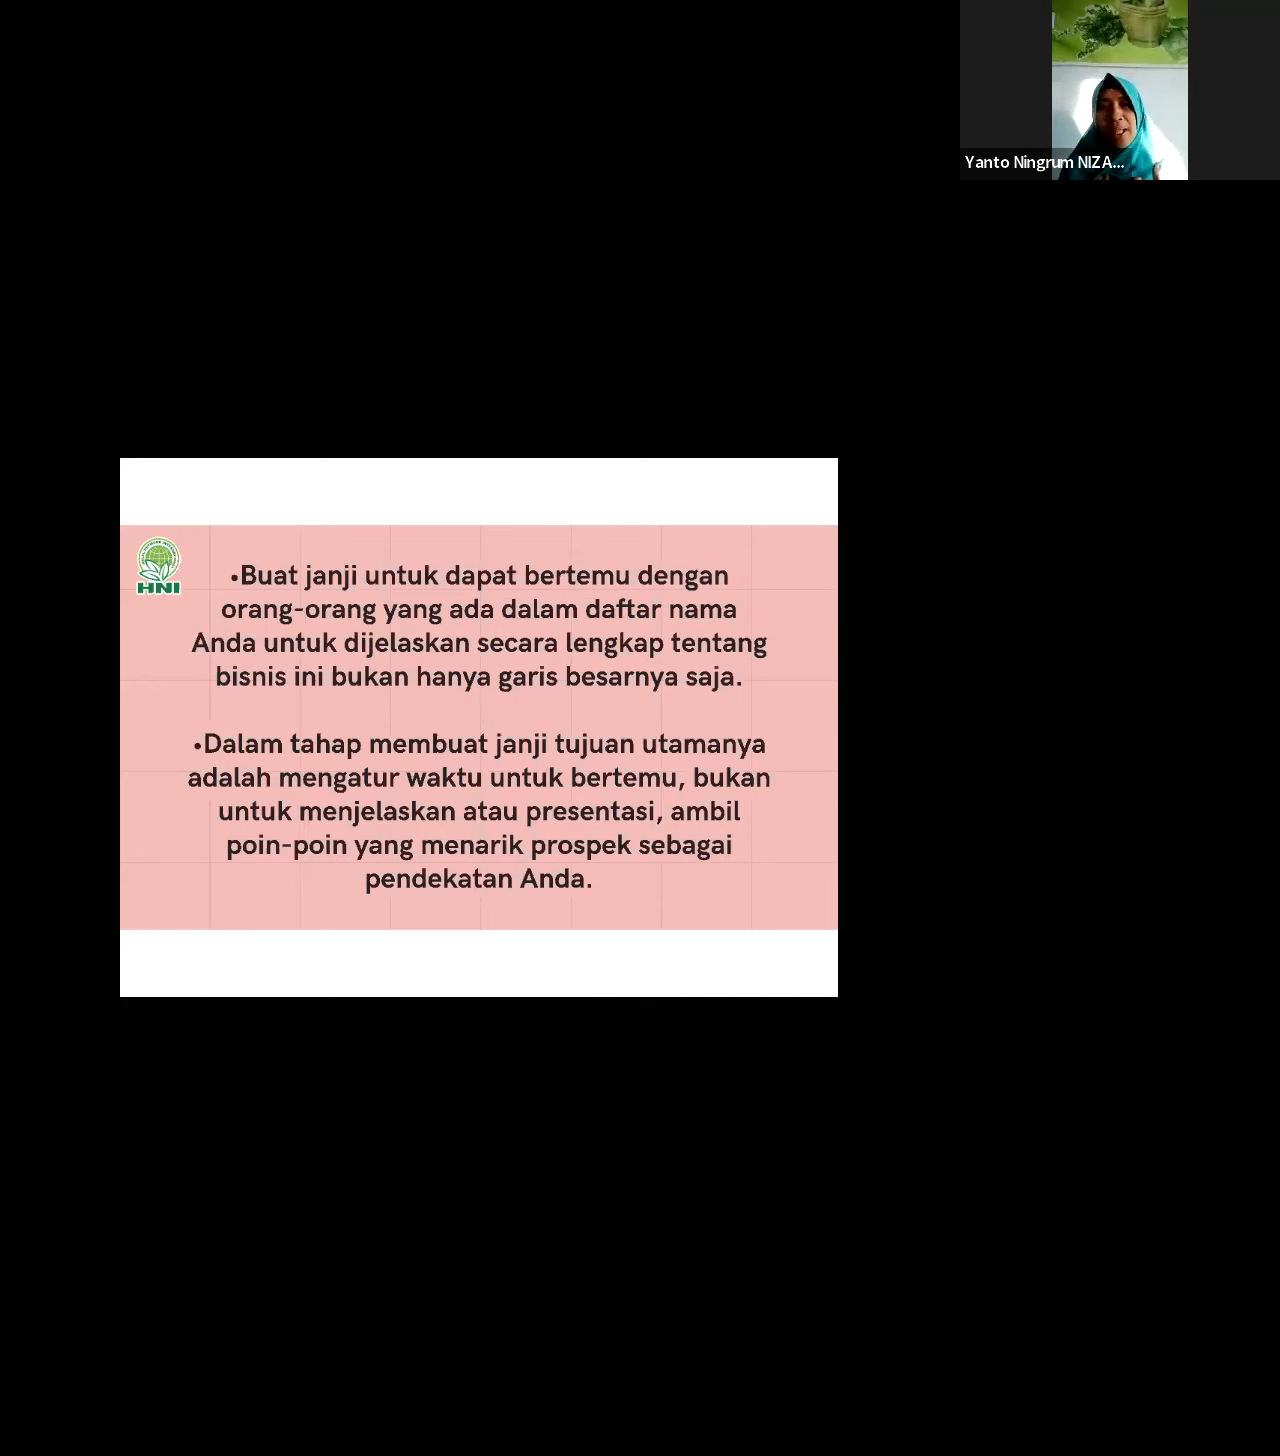 Yanto Ningrum NIZA...
HNI
•Buat janji untuk dapat bertemu dengan
orang-orang yang ada dalam daftar nama
Anda untuk dijelaskan secara lengkap tentang
bisnis ini bukan hanya garis besarnya saja.
•Dalam tahap membuat janji tujuan utamanya
adalah mengatur waktu untuk bertemu, bukan
untuk menjelaskan atau presentasi, ambil
poin-poin yang menarik prospek sebagai
pendekatan Anda.